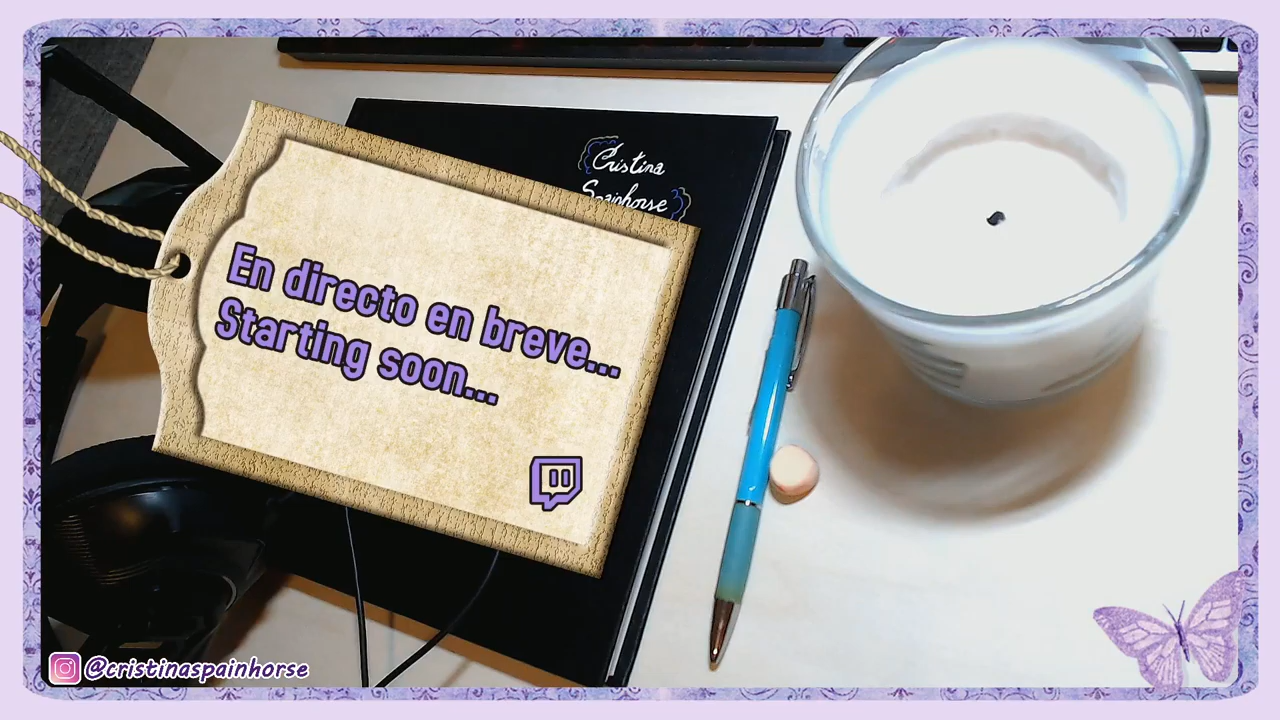 Cristina
Spainhorse
En directo en breve...
Starting soon...
@cristinaspainhorse